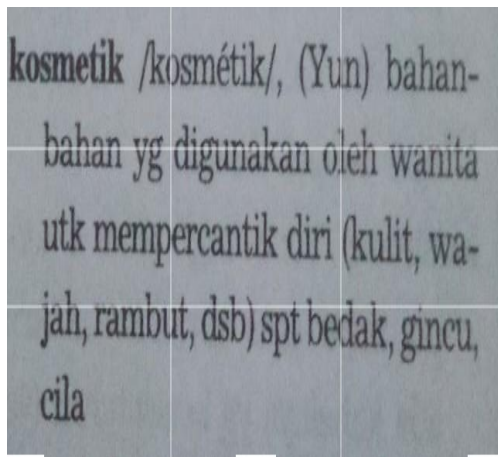 kosmetik /kosmétik/, (Yun) bahan-
bahan yg digunakan oleh wanita
utk mempercantik diri (kulit, wa-
jah, rambut, dsb) spt bedak, gincu,
cila